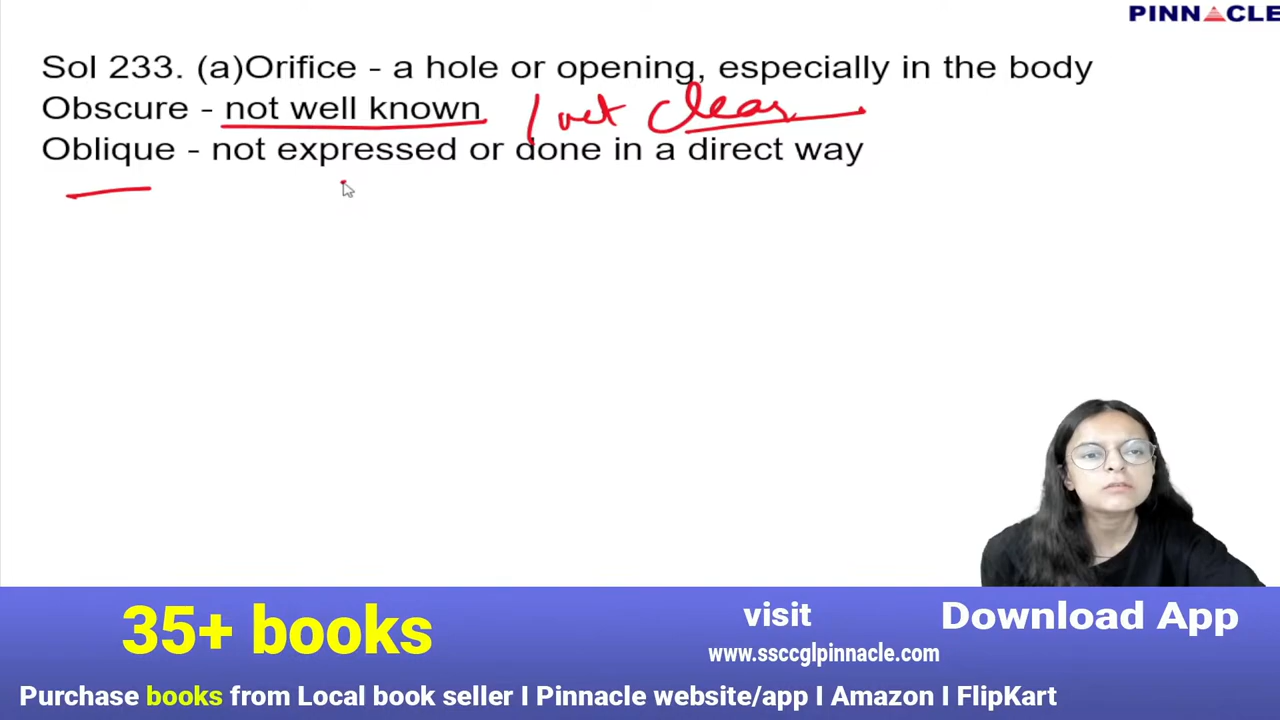 PINNACLE
Sol 233. (a)Orifice - a hole or opening, especially in the body
Obscure - not well known / not clear
Oblique - not expressed or done in a direct way
35+ books
visit
www.ssccglpinnacle.com
Download App
Purchase books from Local book seller I Pinnacle website/app I Amazon I FlipKart